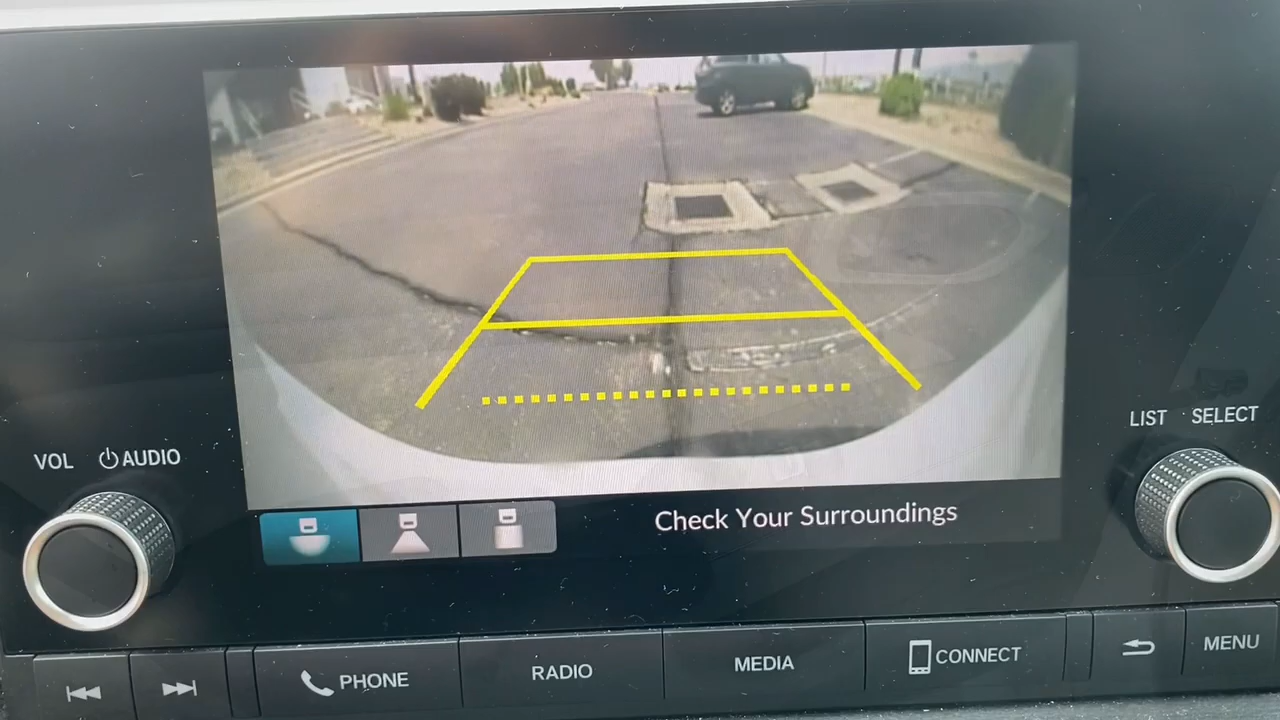 Check Your Surroundings
VOL AUDIO
LIST SELECT
PHONE
RADIO
MEDIA
CONNECT
MENU